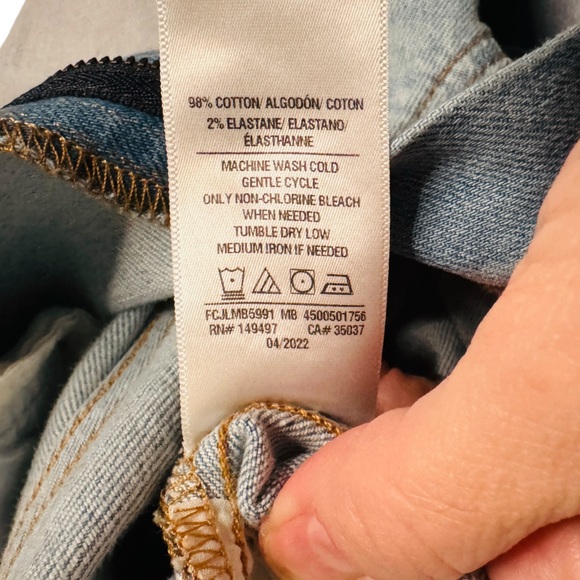 98% COTTON/ ALGODÓN/ COTON
2% ELASTANE/ ELASTANO/
ÉLASTHANNE
MACHINE WASH COLD
GENTLE CYCLE
ONLY NON-CHLORINE BLEACH
WHEN NEEDED
TUMBLE DRY LOW
MEDIUM IRON IF NEEDED
FCJLMB5991 MB 4500501756
RN# 149497 CA# 35037
04/2022